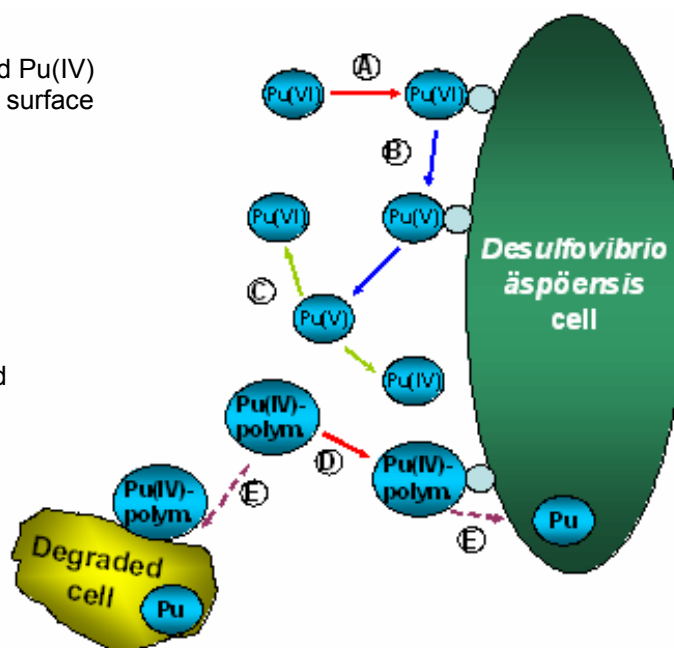 d Pu(IV)
surface
A
Pu(VI)
Pu(VI)
B
Pu(VI)
Pu(V)
Desulfovibrio
äspöensis
cell
C
Pu(V)
d
Pu(IV)
Pu(IV)-
polym.
D
Pu(IV)-
polym.
Pu(IV)-
polym.
E
E
Pu
Degraded
cell
Pu